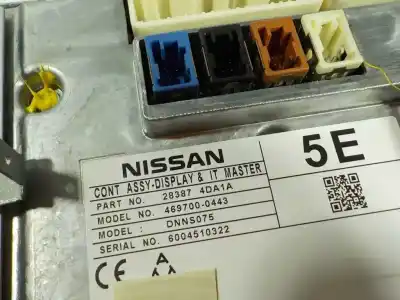 NISSAN
5E
CONT ASSY-DISPLAY & IT MASTER
PART NO. 28387 4DA1A
MODEL NO. 469700-0443
MODEL NO : DNNS075
SERIAL NO. 6004510322
CE A